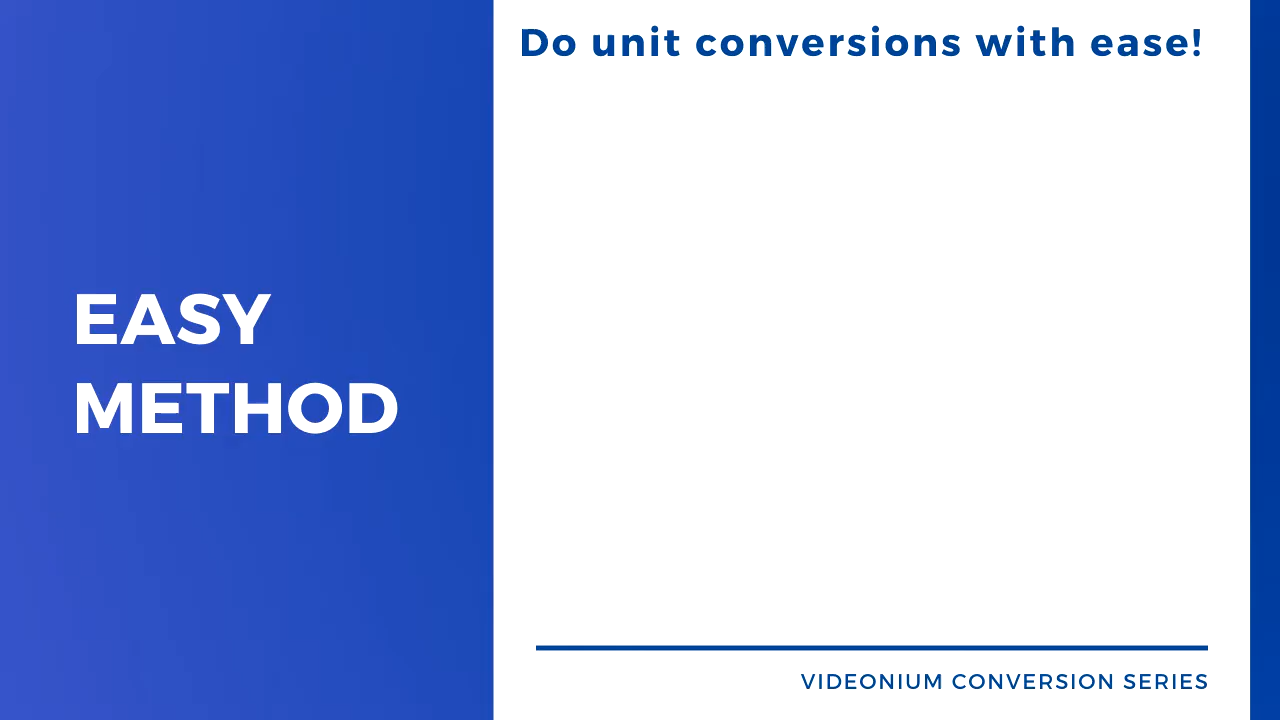 Do unit conversions with ease!
EASY
METHOD
VIDEONIUM CONVERSION SERIES